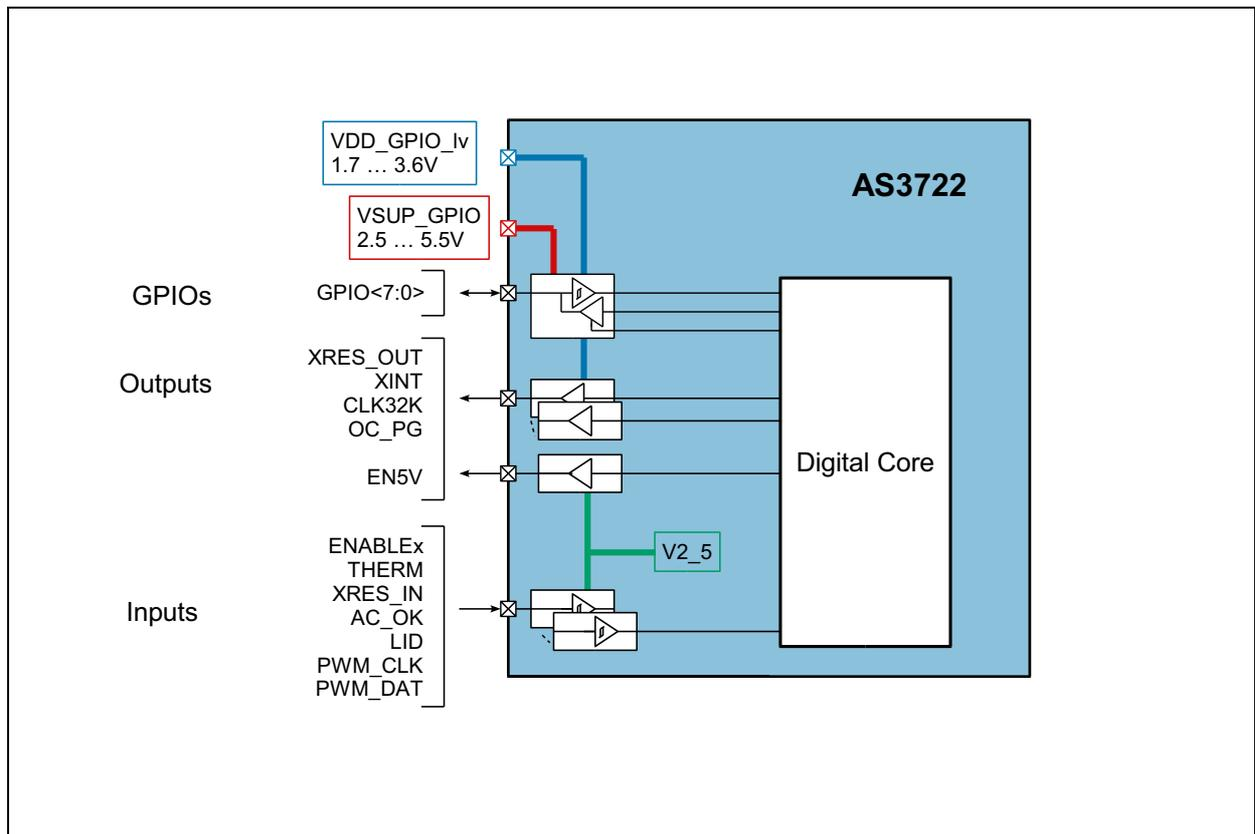 VDD_GPIO_lv
1.7 ... 3.6V
AS3722
VSUP_GPIO
2.5 ... 5.5V
GPIOs
GPIO<7:0>
Outputs
XRES_OUT
XINT
CLK32K
OC_PG
EN5V
Digital Core
V2_5
Inputs
ENABLEx
THERM
XRES_IN
AC_OK
LID
PWM_CLK
PWM_DAT